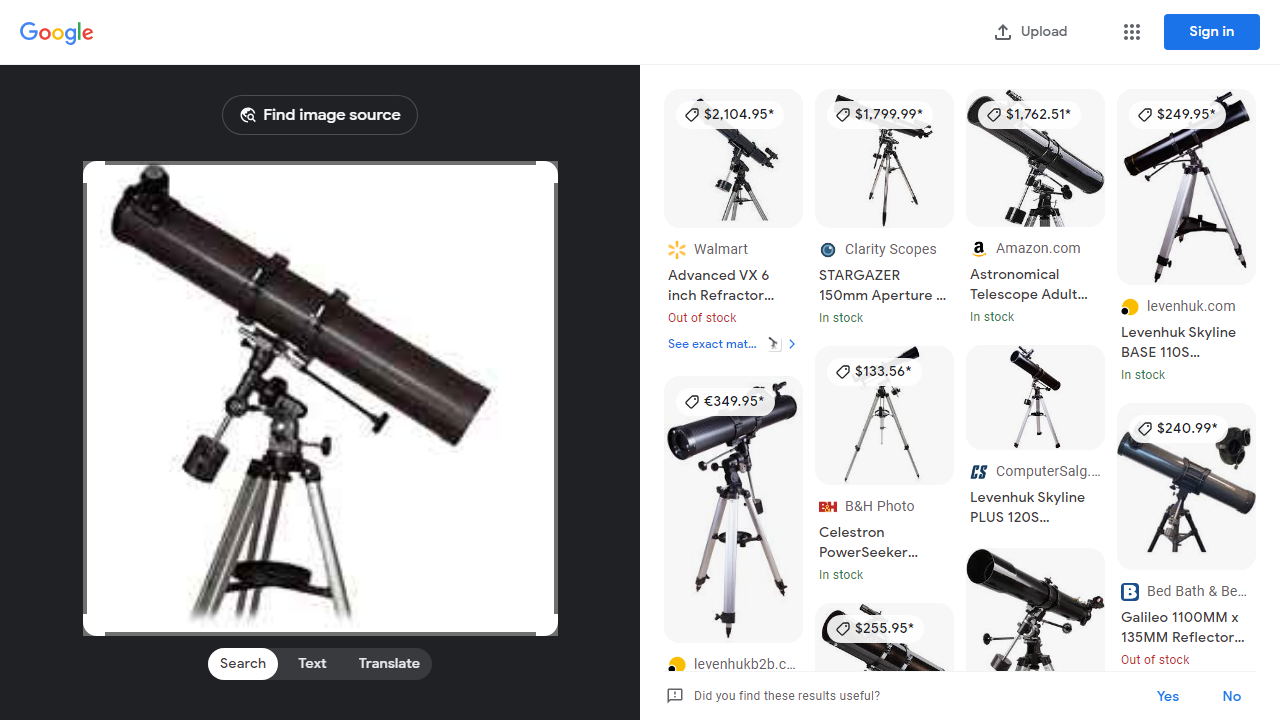 Google
Upload
Sign in
Find image source
Search
Text
Translate
$2,104.95*
Walmart
Advanced VX 6
inch Refractor...
Out of stock
See exact mat...
€349.95*
levenhukb2b.c...
$1,799.99*
Clarity Scopes
STARGAZER
150mm Aperture ...
In stock
$133.56*
B&H Photo
Celestron
PowerSeeker...
In stock
$255.95*
$1,762.51*
Amazon.com
Astronomical
Telescope Adult...
In stock
ComputerSalg....
Levenhuk Skyline
PLUS 120S...
$249.95*
levenhuk.com
Levenhuk Skyline
BASE 110S...
In stock
$240.99*
Bed Bath & Be...
Galileo 1100MM x
135MM Reflector...
Out of stock
Did you find these results useful?
Yes
No